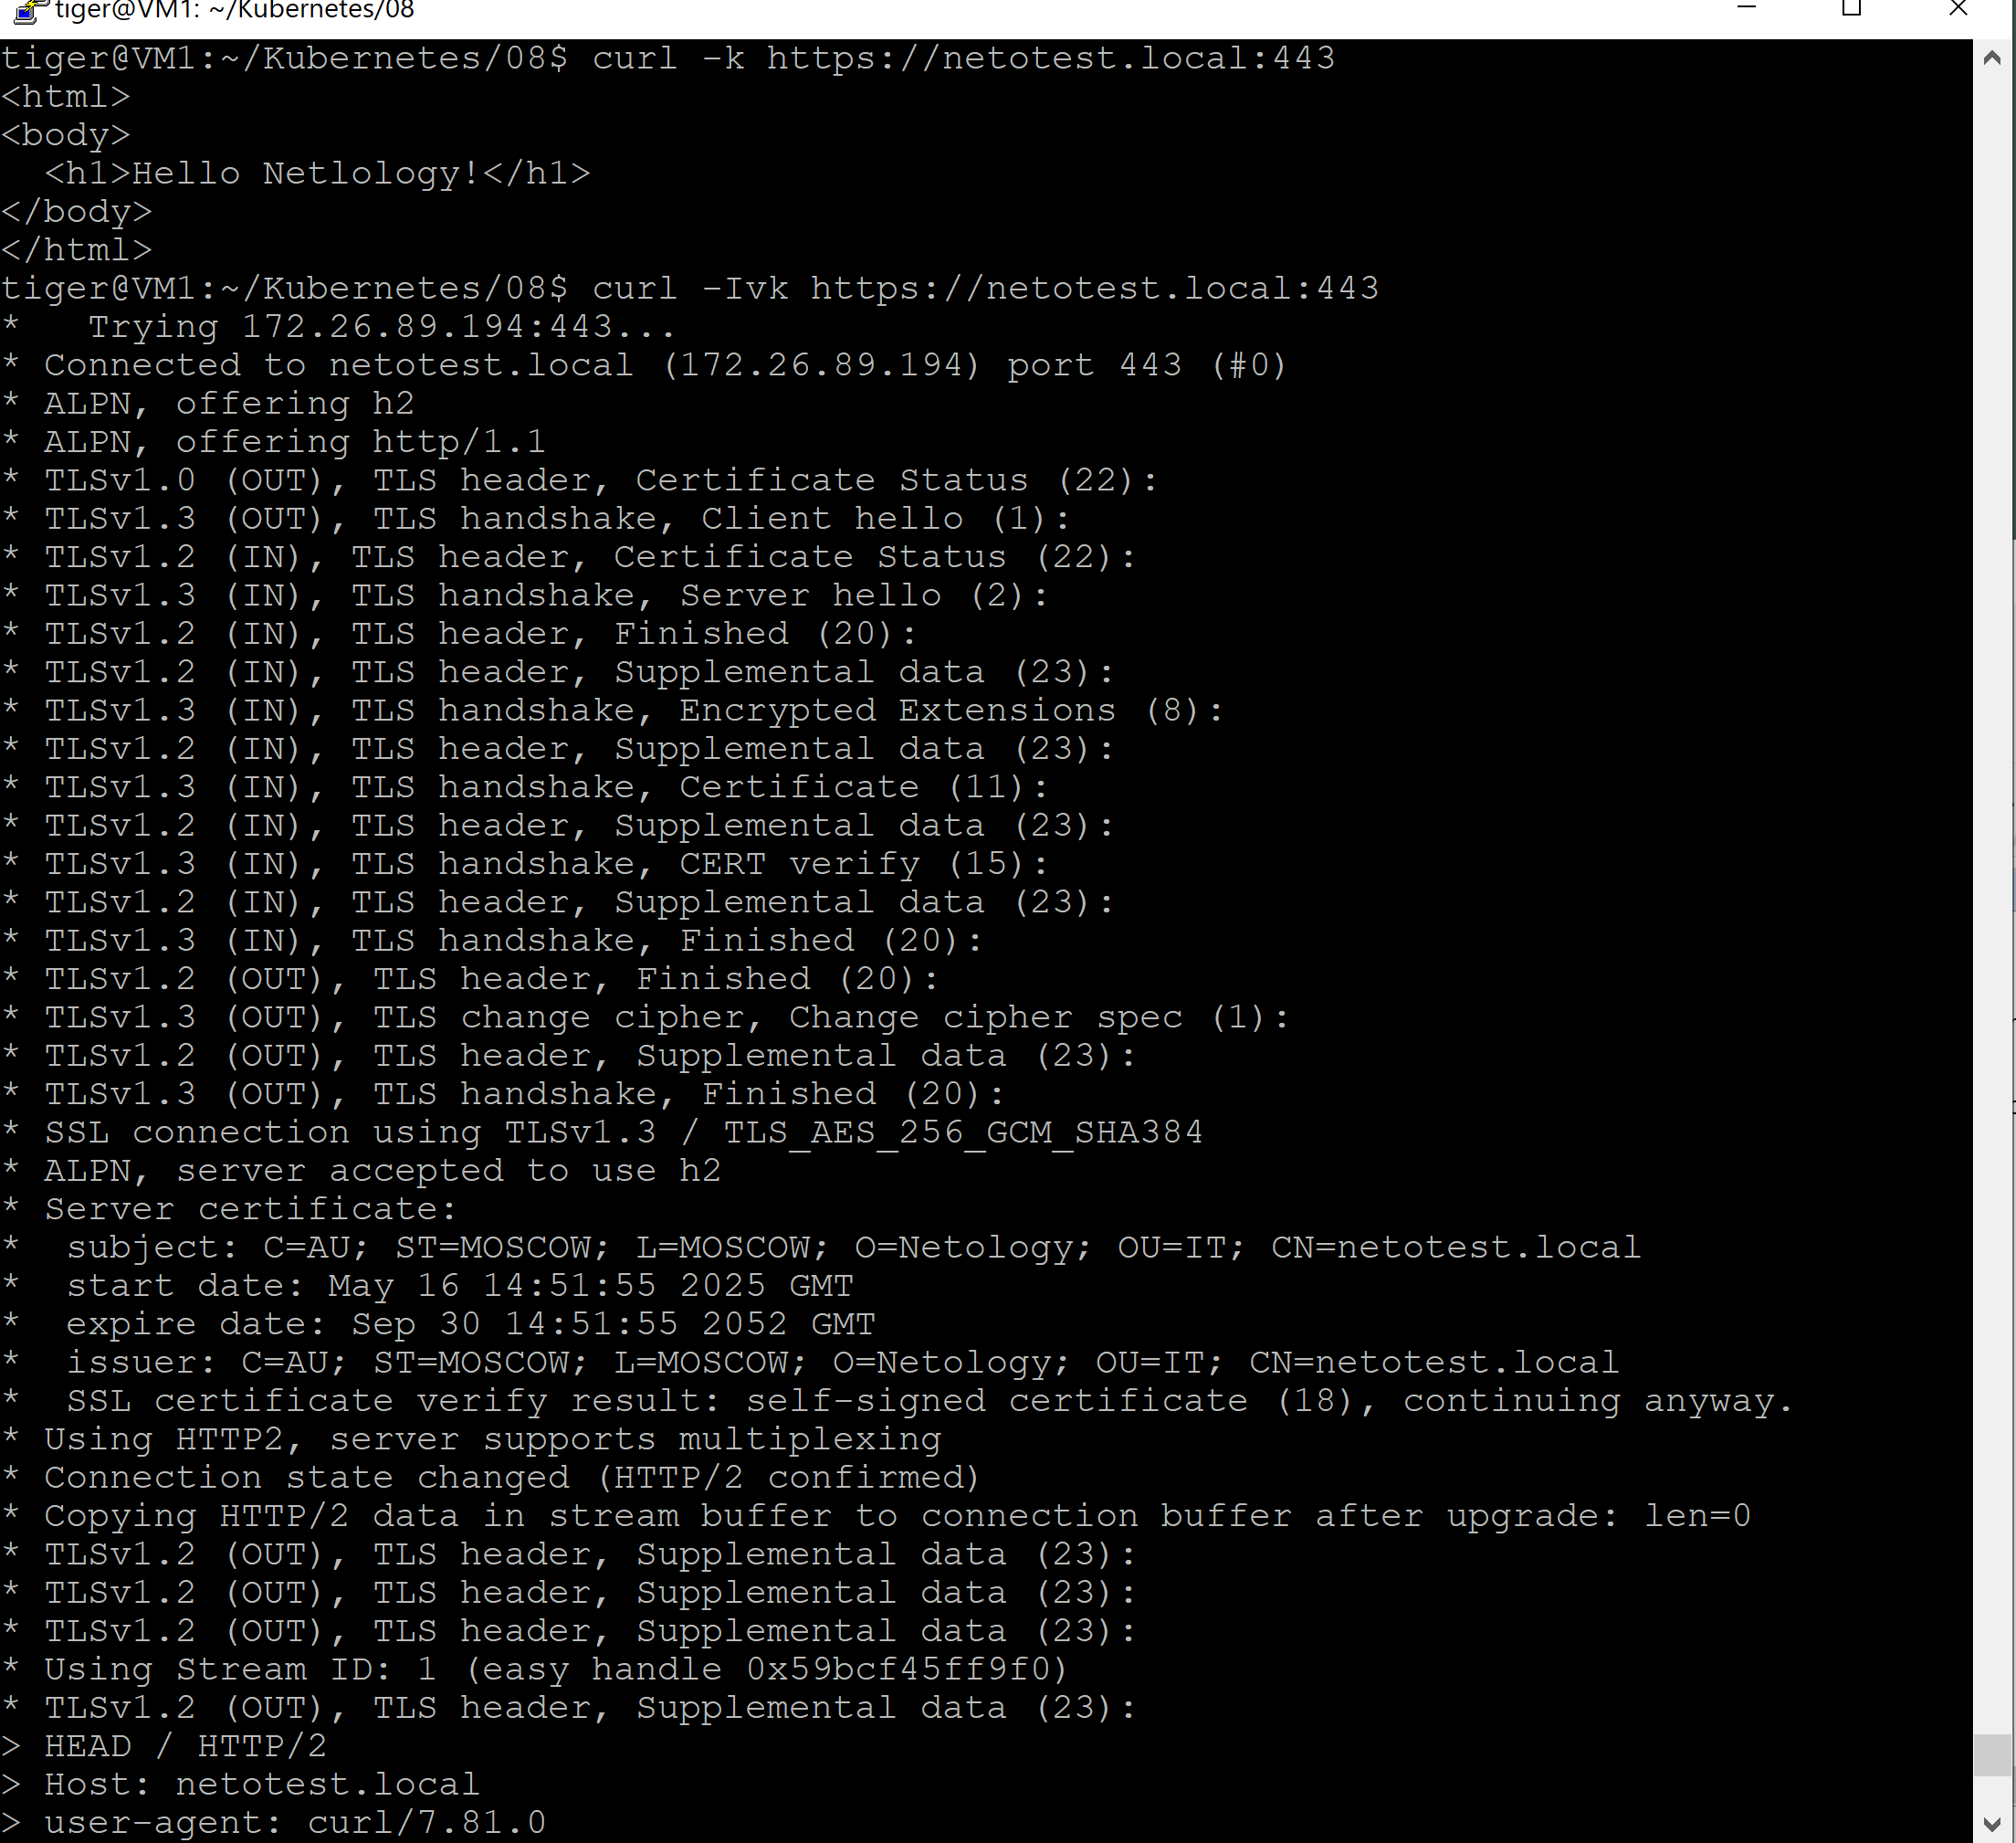 tiger@VM1: ~/Kubernetes/08
tiger@VM1:~/Kubernetes/08$ curl -k https://netotest.local:443
<html>
<body>
  <h1>Hello Netlology!</h1>
</body>
</html>
tiger@VM1:~/Kubernetes/08$ curl -Ivk https://netotest.local:443
*   Trying 172.26.89.194:443...
* Connected to netotest.local (172.26.89.194) port 443 (#0)
* ALPN, offering h2
* ALPN, offering http/1.1
* TLSv1.0 (OUT), TLS header, Certificate Status (22):
* TLSv1.3 (OUT), TLS handshake, Client hello (1):
* TLSv1.2 (IN), TLS header, Certificate Status (22):
* TLSv1.3 (IN), TLS handshake, Server hello (2):
* TLSv1.2 (IN), TLS header, Finished (20):
* TLSv1.2 (IN), TLS header, Supplemental data (23):
* TLSv1.3 (IN), TLS handshake, Encrypted Extensions (8):
* TLSv1.2 (IN), TLS header, Supplemental data (23):
* TLSv1.3 (IN), TLS handshake, Certificate (11):
* TLSv1.2 (IN), TLS header, Supplemental data (23):
* TLSv1.3 (IN), TLS handshake, CERT verify (15):
* TLSv1.2 (IN), TLS header, Supplemental data (23):
* TLSv1.3 (IN), TLS handshake, Finished (20):
* TLSv1.2 (OUT), TLS header, Finished (20):
* TLSv1.3 (OUT), TLS change cipher, Change cipher spec (1):
* TLSv1.2 (OUT), TLS header, Supplemental data (23):
* TLSv1.3 (OUT), TLS handshake, Finished (20):
* SSL connection using TLSv1.3 / TLS_AES_256_GCM_SHA384
* ALPN, server accepted to use h2
* Server certificate:
*  subject: C=AU; ST=MOSCOW; L=MOSCOW; O=Netology; OU=IT; CN=netotest.local
*  start date: May 16 14:51:55 2025 GMT
*  expire date: Sep 30 14:51:55 2052 GMT
*  issuer: C=AU; ST=MOSCOW; L=MOSCOW; O=Netology; OU=IT; CN=netotest.local
*  SSL certificate verify result: self-signed certificate (18), continuing anyway.
* Using HTTP2, server supports multiplexing
* Connection state changed (HTTP/2 confirmed)
* Copying HTTP/2 data in stream buffer to connection buffer after upgrade: len=0
* TLSv1.2 (OUT), TLS header, Supplemental data (23):
* TLSv1.2 (OUT), TLS header, Supplemental data (23):
* TLSv1.2 (OUT), TLS header, Supplemental data (23):
* Using Stream ID: 1 (easy handle 0x59bcf45ff9f0)
* TLSv1.2 (OUT), TLS header, Supplemental data (23):
> HEAD / HTTP/2
> Host: netotest.local
> user-agent: curl/7.81.0